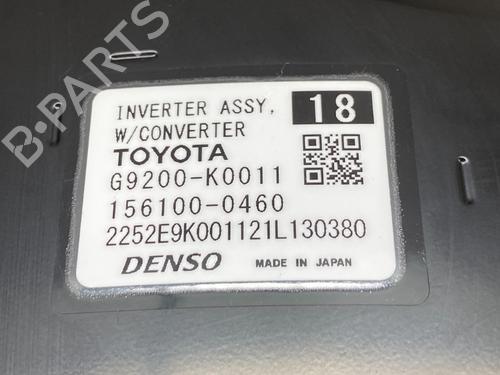 B-PARTS
INVERTER ASSY, 18
W/CONVERTER
TOYOTA
G9200-K0011
156100-0460
2252E9K001121L130380
DENSO MADE IN JAPAN